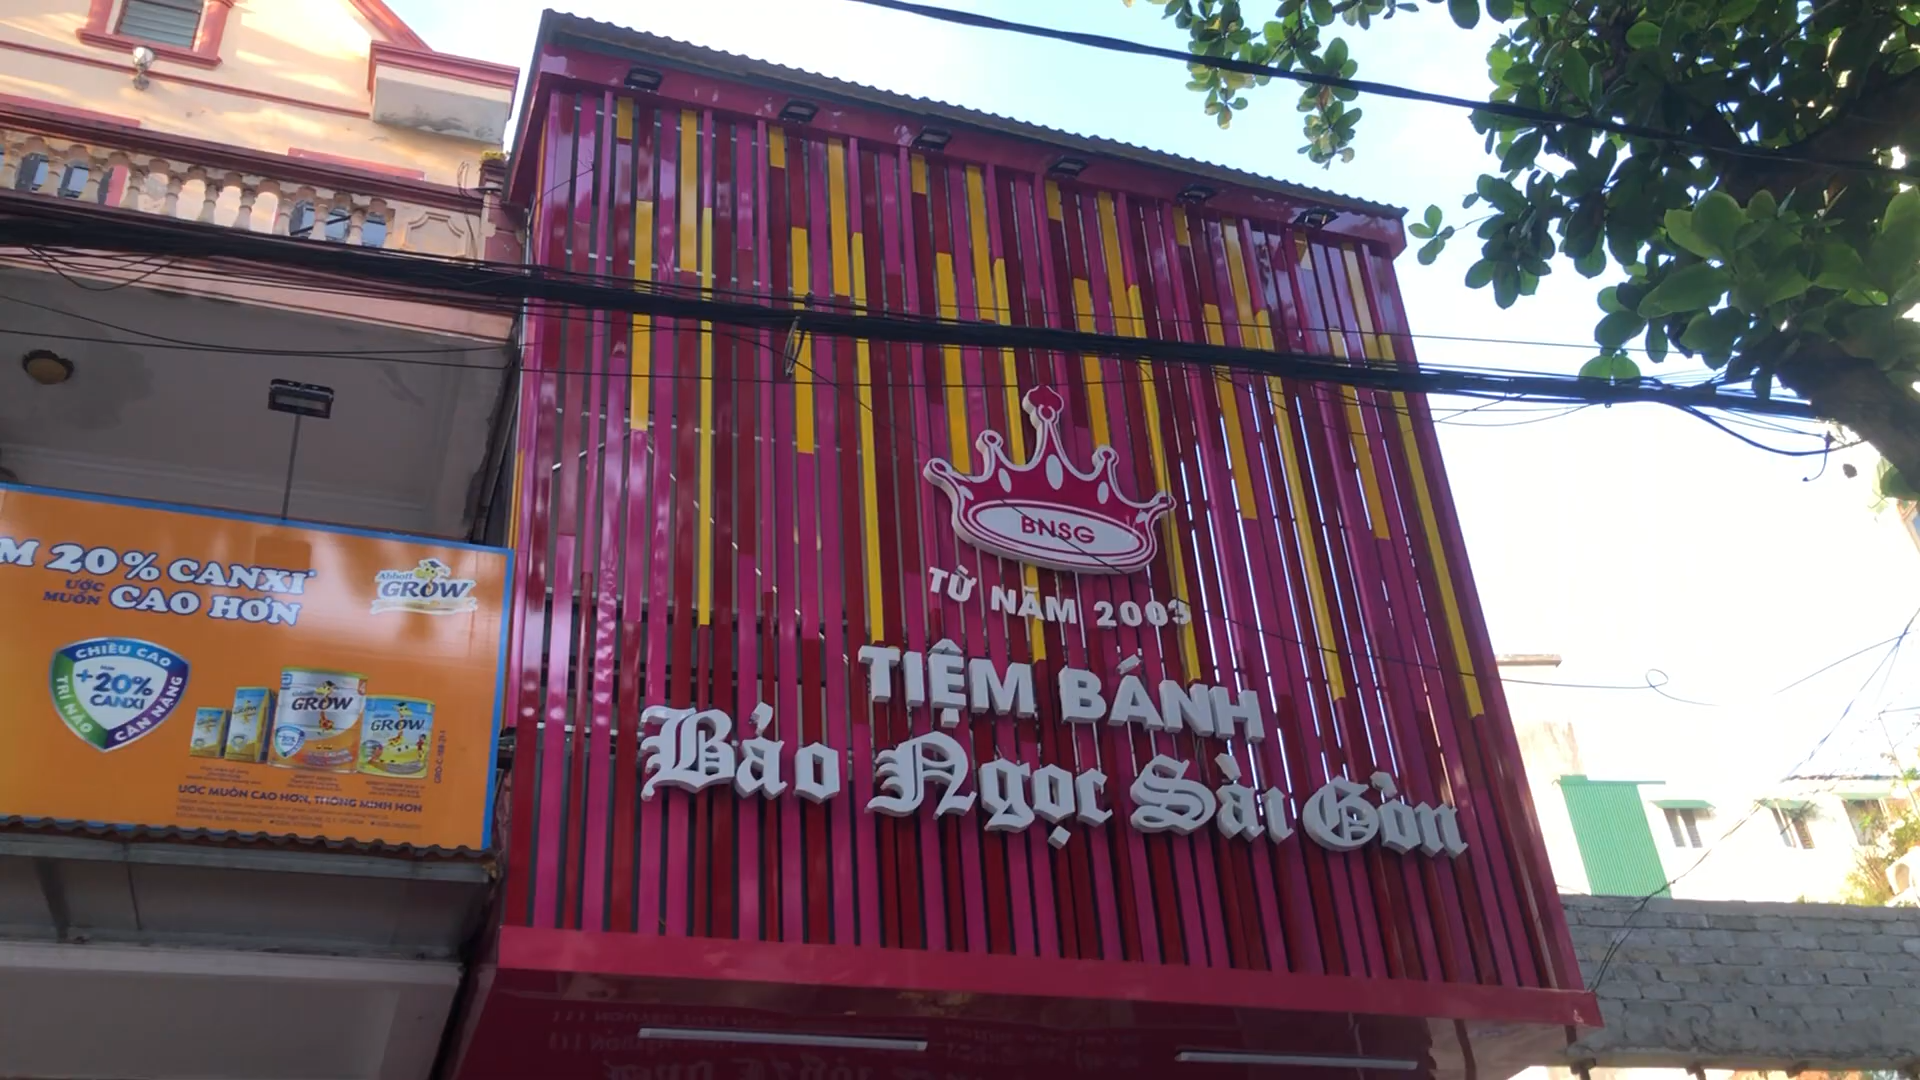 M 20% CANXI
ƯỚC MUỐN CAO HƠN
Abbott
GROW
CHIỀU CAO
+20%
CANXI
TRÍ NÃO
CÂN NẶNG
GROW
GROW
GROW
ƯỚC MUỐN CAO HƠN, THÔNG MINH HƠN
BNSG
TỪ NĂM 2003
TIỆM BÁNH
Bảo Ngọc Sài Gòn